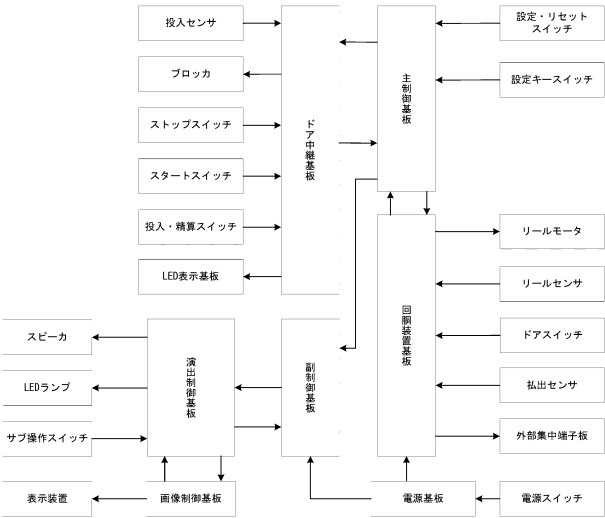 投入センサ
ブロッカ
ストップスイッチ
スタートスイッチ
投入・精算スイッチ
LED表示基板
ドア中継基板
主制御基板
設定・リセット
スイッチ
設定キースイッチ
回胴装置基板
リールモータ
リールセンサ
ドアスイッチ
払出センサ
外部集中端子板
スピーカ
LEDランプ
サブ操作スイッチ
表示装置
演出制御基板
副制御基板
画像制御基板
電源基板
電源スイッチ